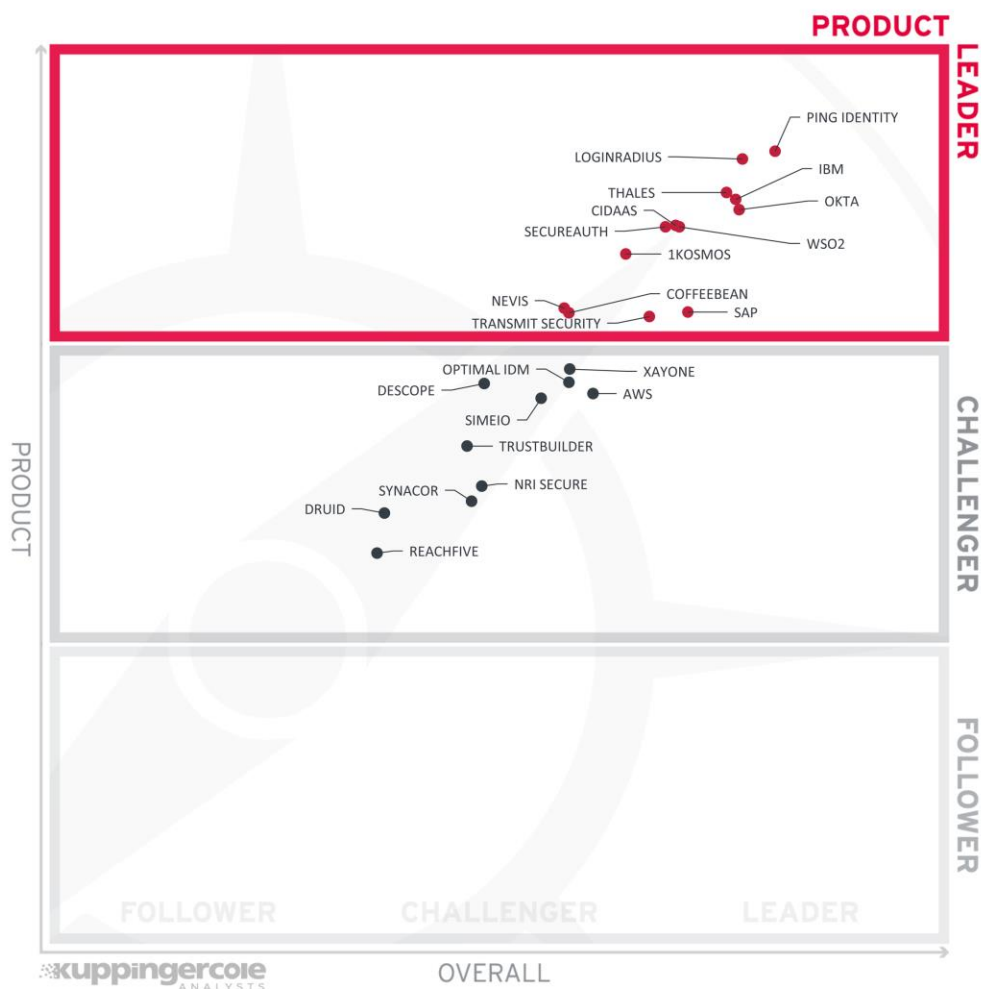 PRODUCT
LEADER
PING IDENTITY
LOGINRADIUS
IBM
THALES
OKTA
CIDAAS
SECUREAUTH
WSO2
1KOSMOS
COFFEEBEAN
NEVIS
SAP
TRANSMIT SECURITY
OPTIMAL IDM
XAYONE
DESCOPE
AWS
SIMEIO
CHALLENGER
TRUSTBUILDER
PRODUCT
NRI SECURE
SYNACOR
DRUID
REACHFIVE
FOLLOWER
FOLLOWER CHALLENGER LEADER
kuppingercole
ANALYSTS
OVERALL